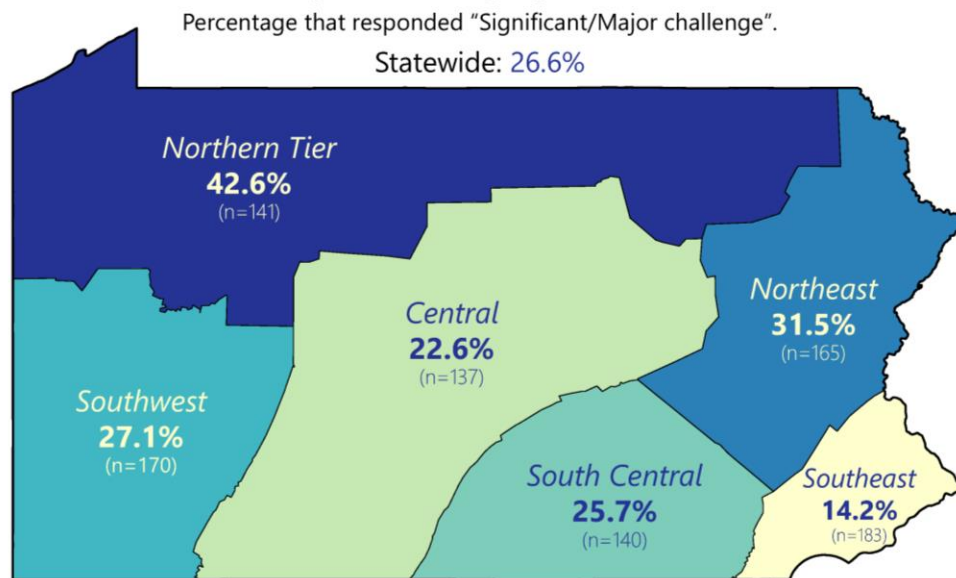 Percentage that responded “Significant/Major challenge”.
Statewide: 26.6%
Northern Tier
42.6%
(n=141)
Northeast
31.5%
(n=165)
Central
22.6%
(n=137)
Southwest
27.1%
(n=170)
South Central
25.7%
(n=140)
Southeast
14.2%
(n=183)